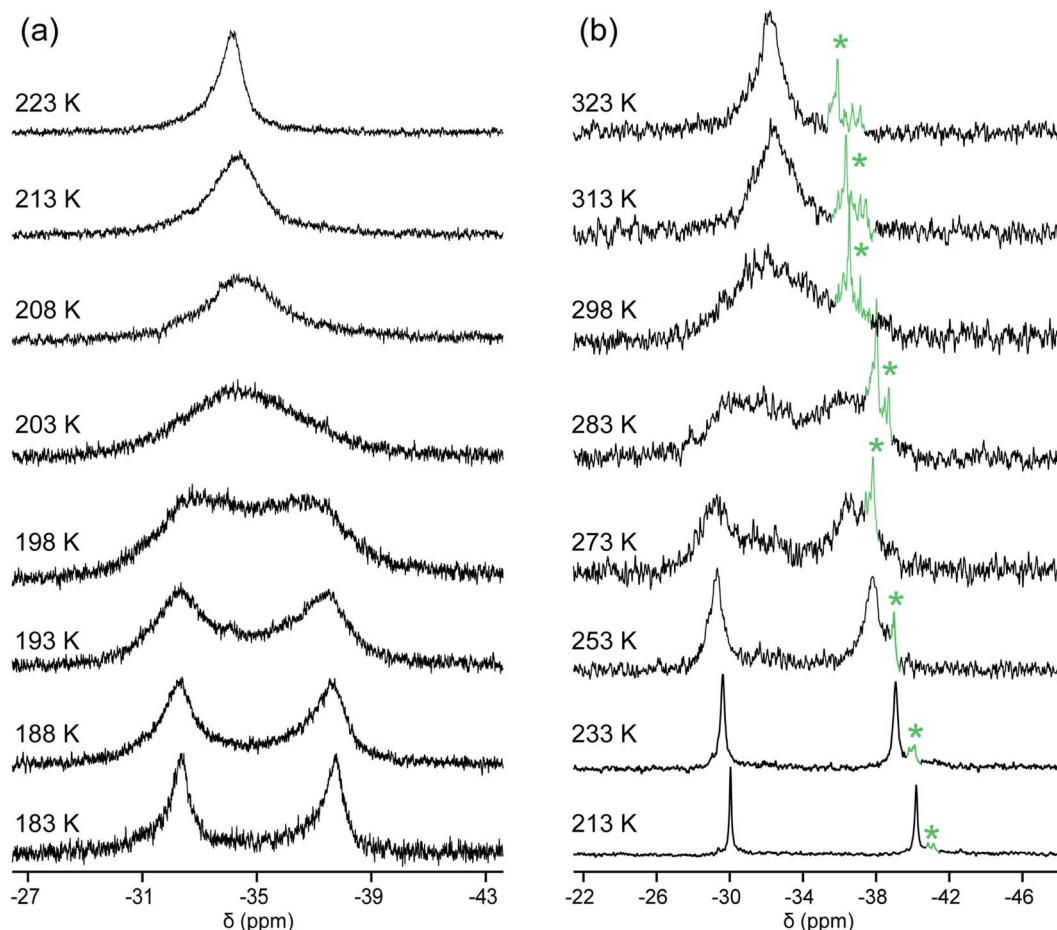 (a)
223 K
213 K
208 K
203 K
198 K
193 K
188 K
183 K
-27 -31 -35 -39 -43
δ (ppm)
(b)
323 K
313 K
298 K
283 K
273 K
253 K
233 K
213 K
*
*
*
*
*
*
*
*
-22 -26 -30 -34 -38 -42 -46
δ (ppm)